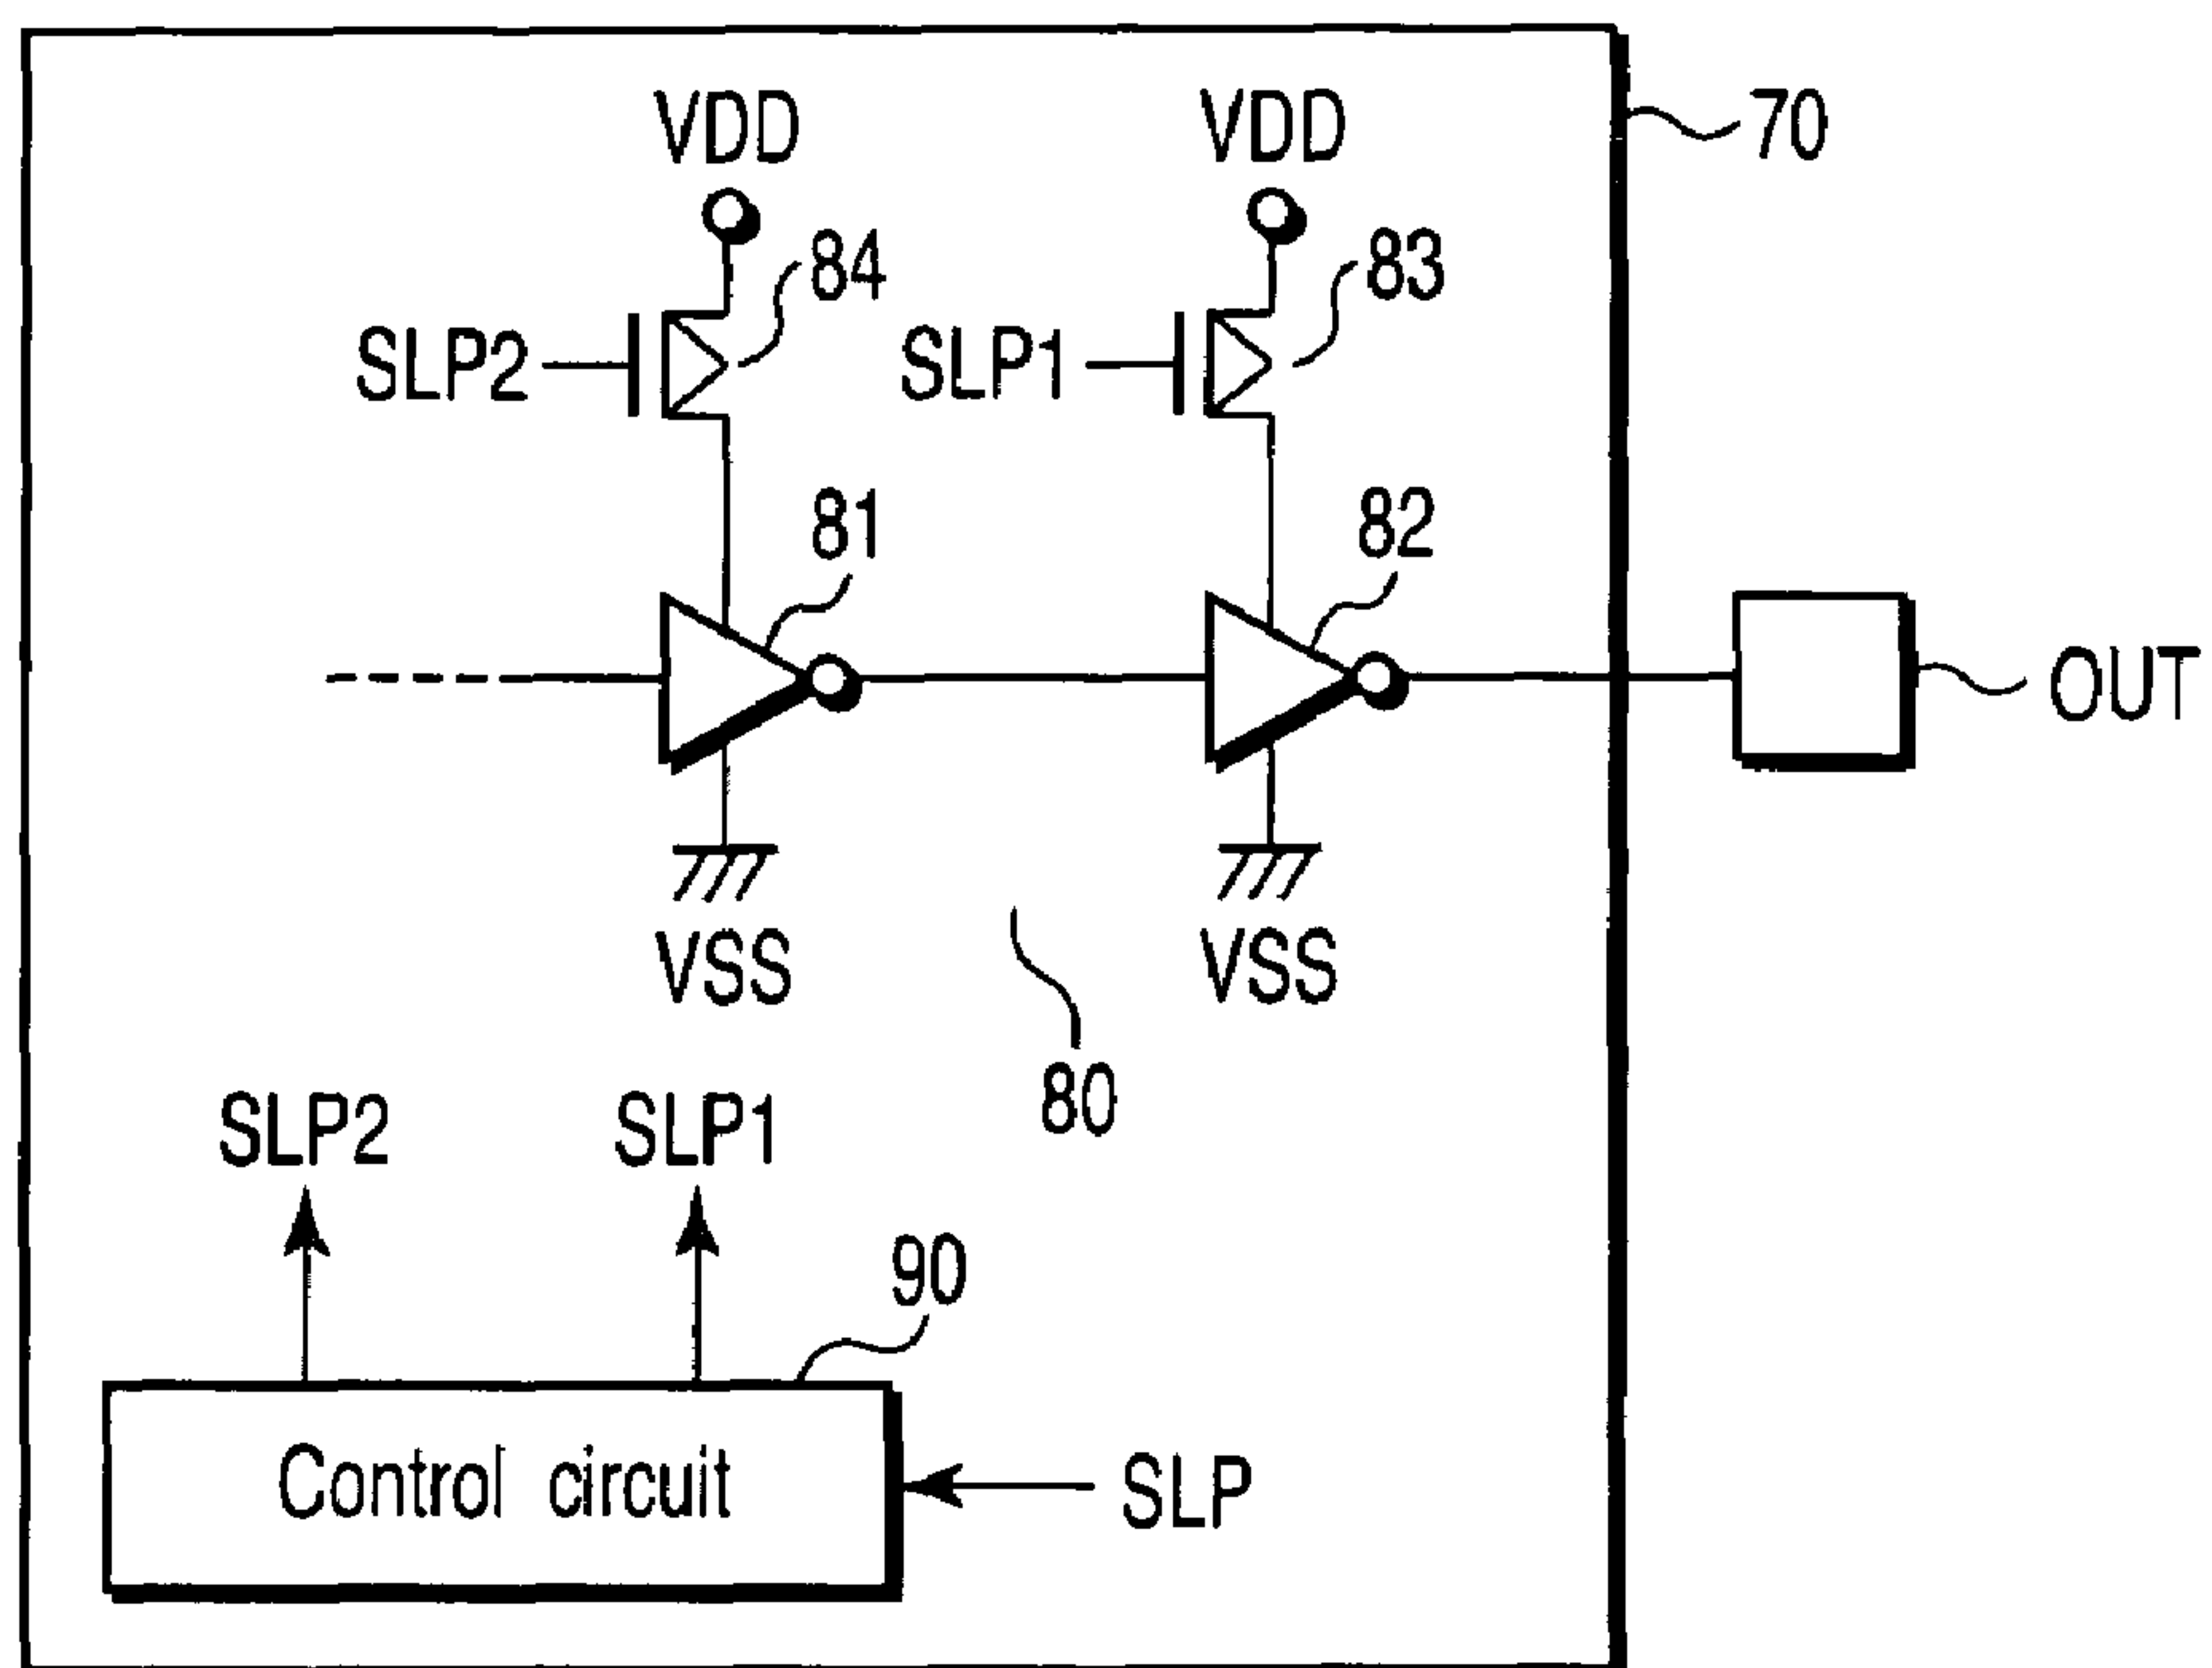 VDD VDD 70
84 83
SLP2 SLP1
81 82
OUT
VSS VSS
80
SLP2 SLP1
90
Control circuit SLP